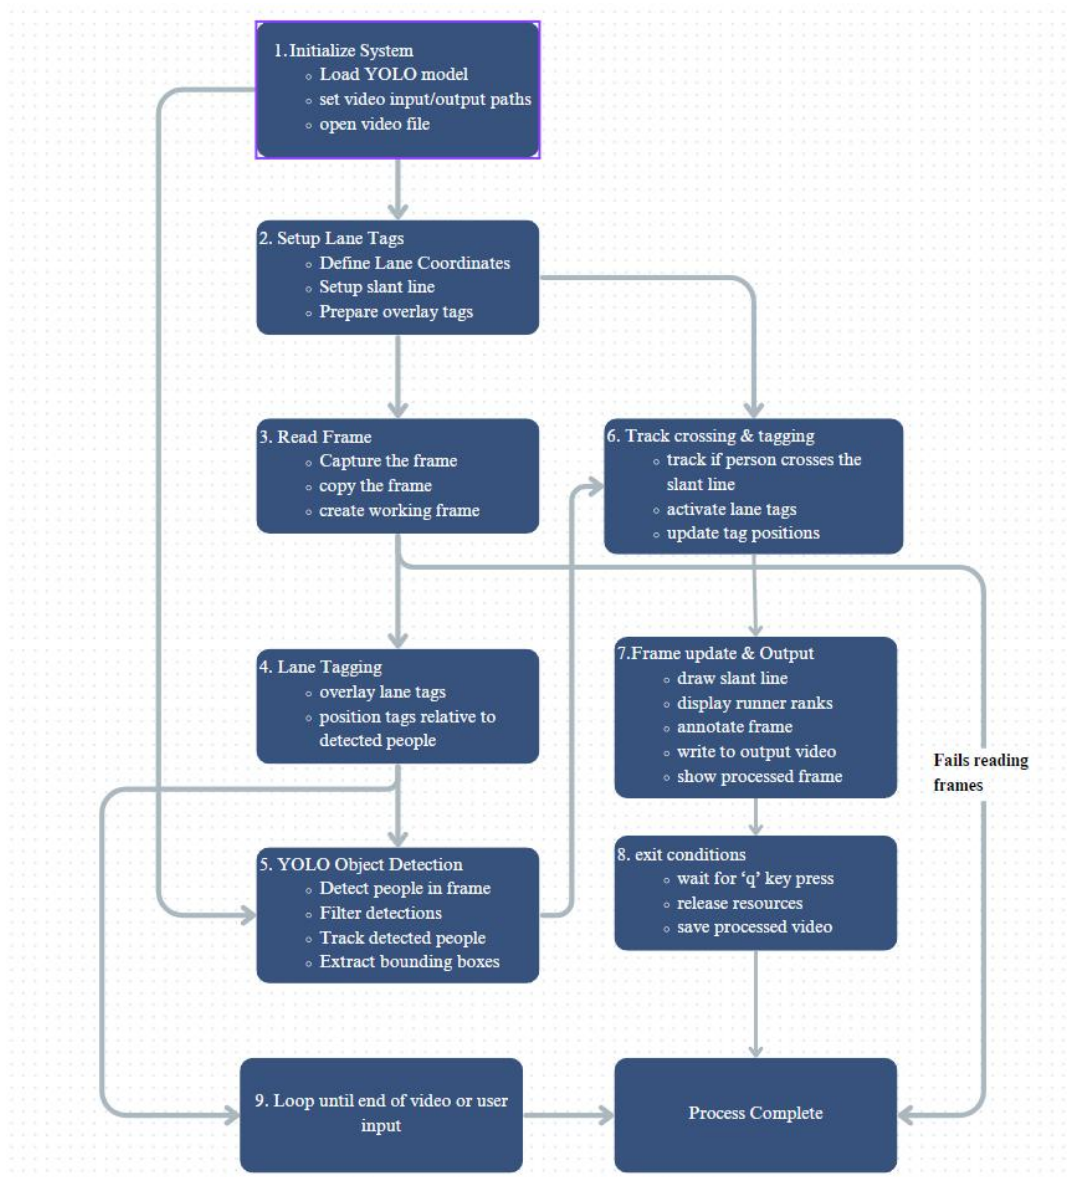 1.Initialize System
◦ Load YOLO model
◦ set video input/output paths
◦ open video file
2. Setup Lane Tags
◦ Define Lane Coordinates
◦ Setup slant line
◦ Prepare overlay tags
3. Read Frame
◦ Capture the frame
◦ copy the frame
◦ create working frame
4. Lane Tagging
◦ overlay lane tags
◦ position tags relative to
detected people
5. YOLO Object Detection
◦ Detect people in frame
◦ Filter detections
◦ Track detected people
◦ Extract bounding boxes
6. Track crossing & tagging
◦ track if person crosses the
slant line
◦ activate lane tags
◦ update tag positions
7.Frame update & Output
◦ draw slant line
◦ display runner ranks
◦ annotate frame
◦ write to output video
◦ show processed frame
Fails reading
frames
8. exit conditions
◦ wait for ‘q’ key press
◦ release resources
◦ save processed video
9. Loop until end of video or user
input
Process Complete